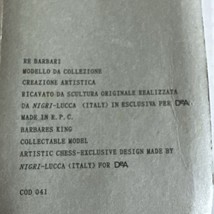 RE BARBARI
MODELLO DA COLLEZIONE
CREAZIONE ARTISTICA
RICAVATO DA SCULTURA ORIGINALE REALIZZATA
DA NIGRI-LUCCA (ITALY) IN ESCLUSIVA PER DEA
MADE IN R.P.C.
BARBARES KING
COLLECTABLE MODEL
ARTISTIC CHESS-EXCLUSIVE DESIGN MADE BY
NIGRI-LUCCA (ITALY) FOR DEA
COD 041